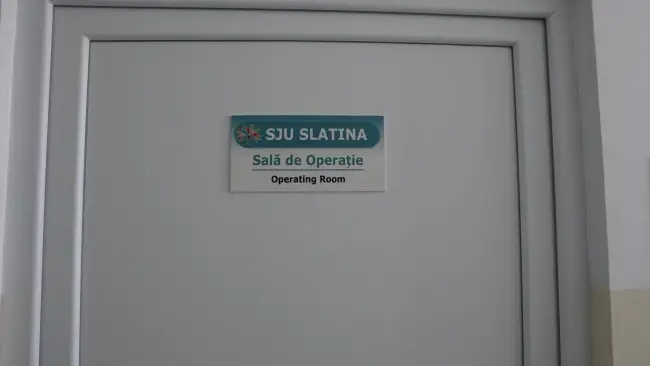 SJU SLATINA
Sală de Operație
Operating Room